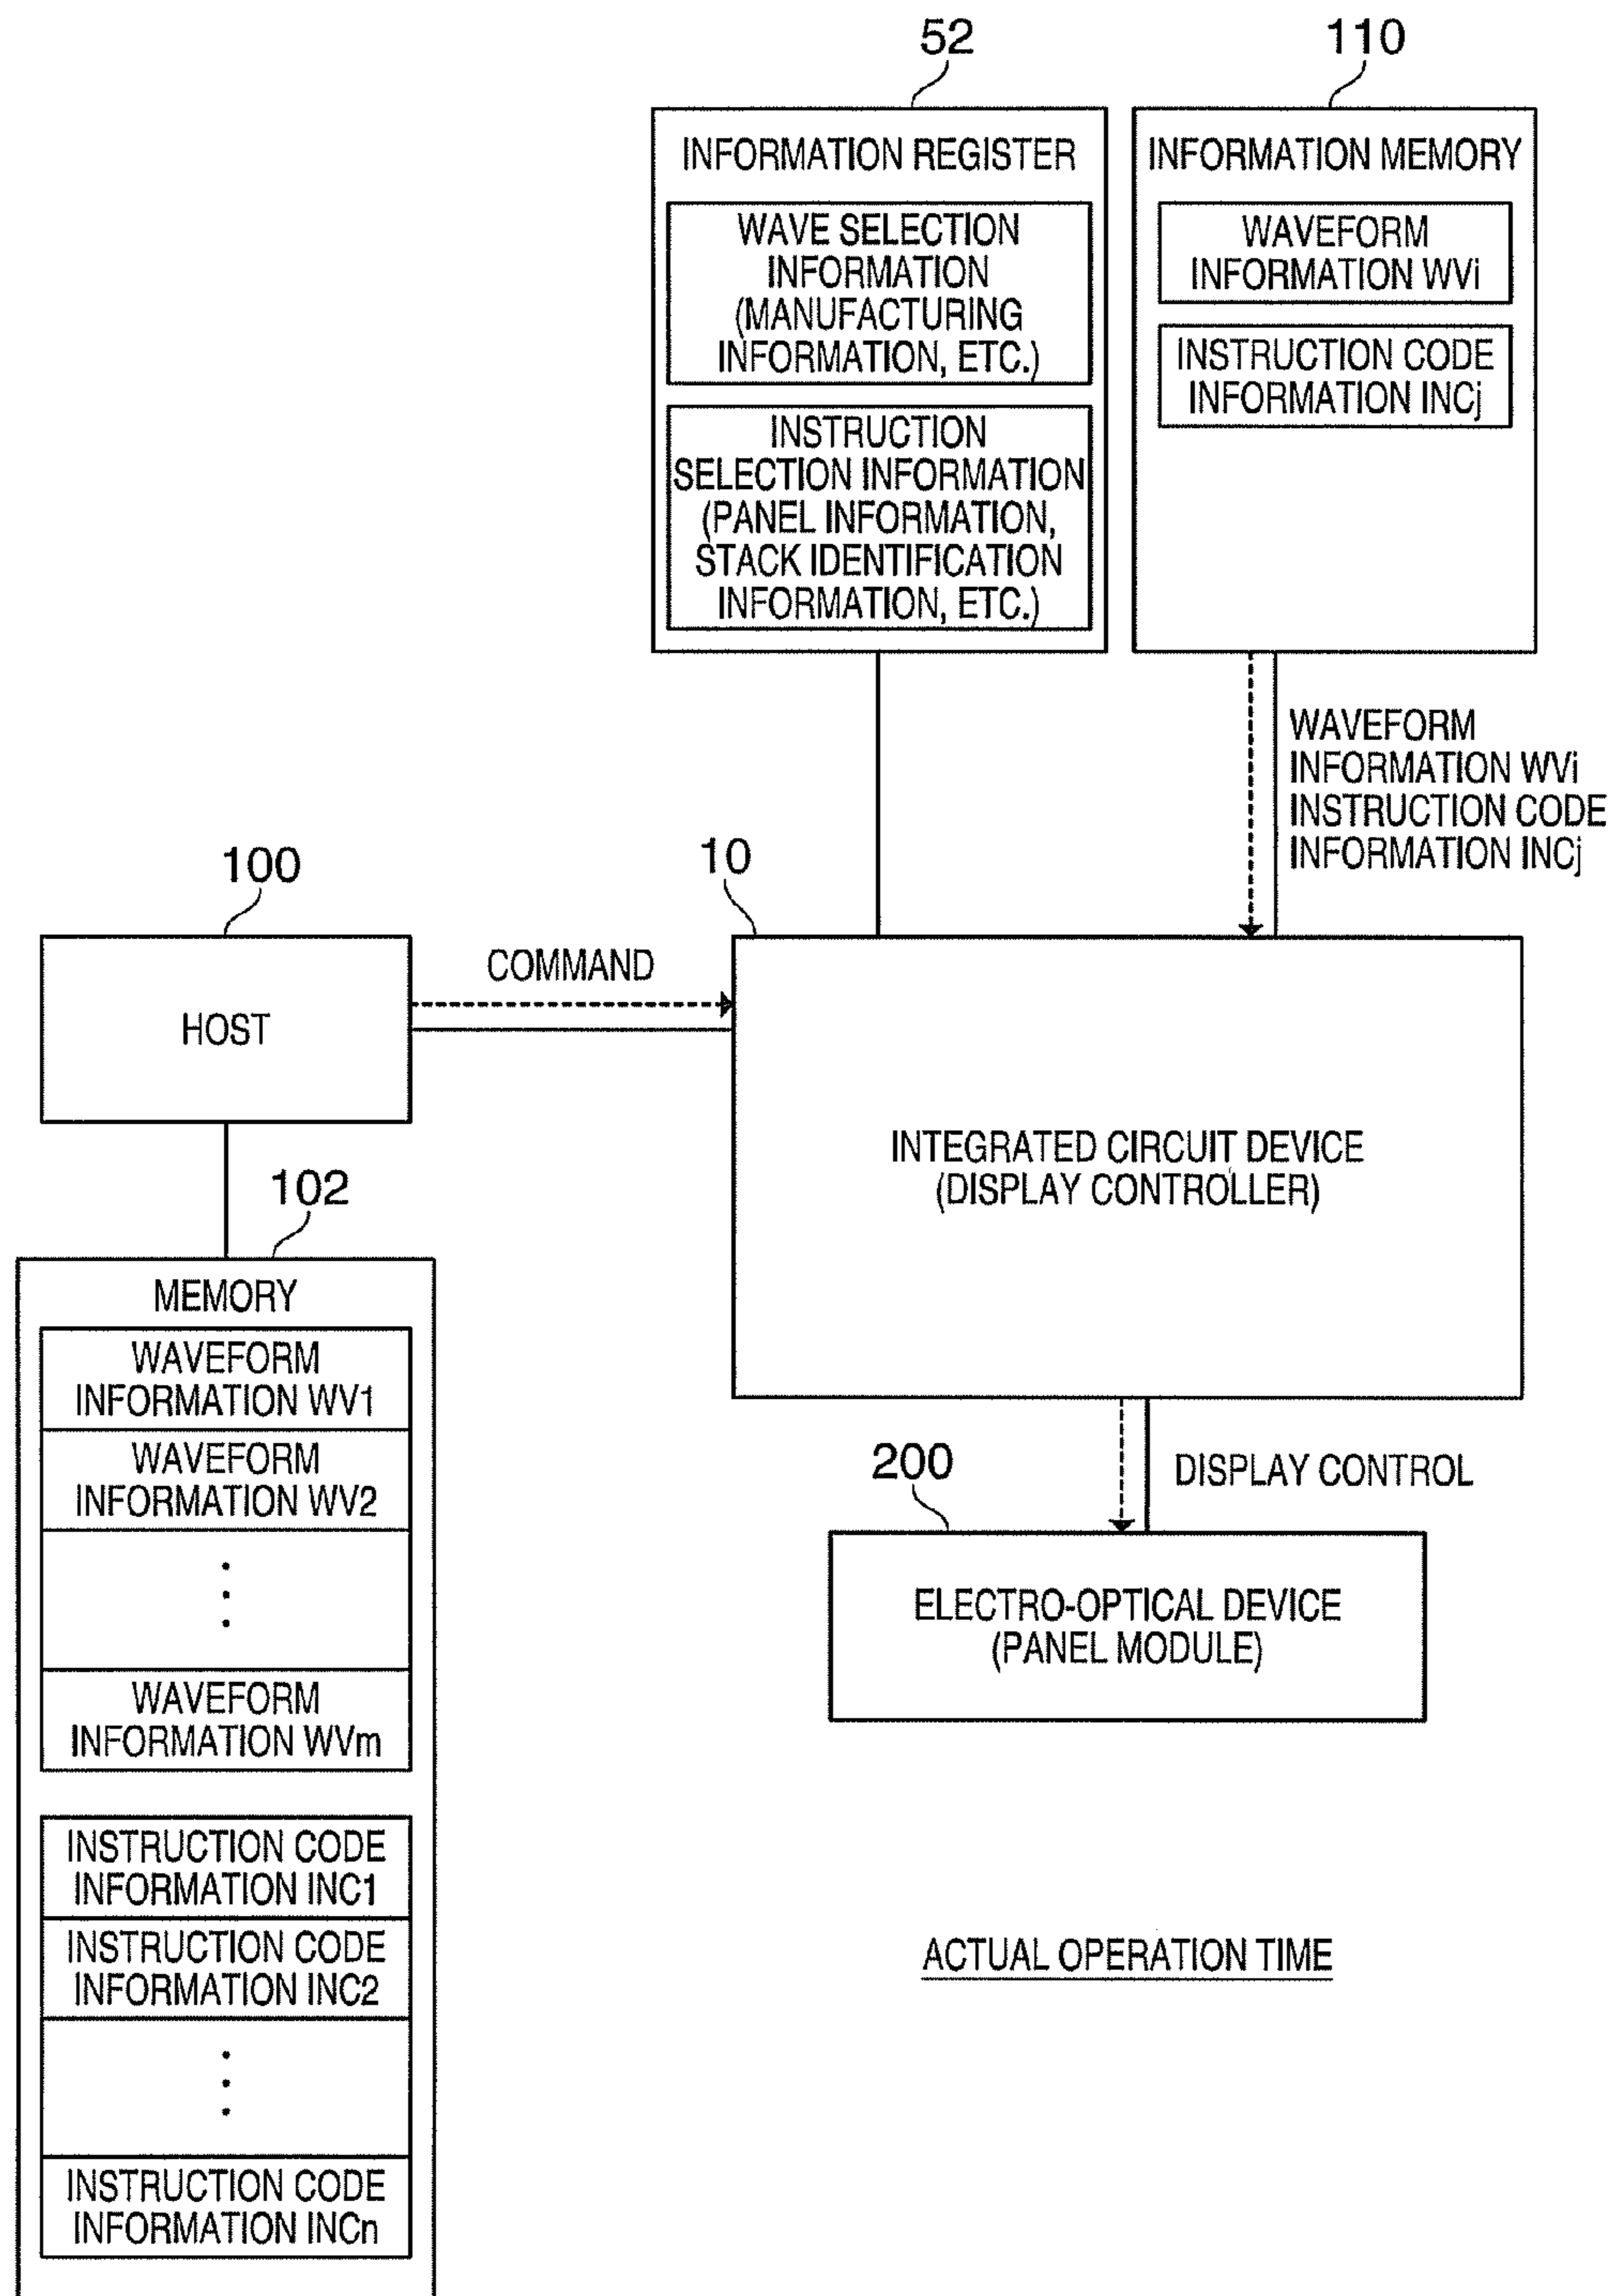 52
110
INFORMATION REGISTER
WAVE SELECTION
INFORMATION
(MANUFACTURING
INFORMATION, ETC.)
INSTRUCTION
SELECTION INFORMATION
(PANEL INFORMATION,
STACK IDENTIFICATION
INFORMATION, ETC.)
INFORMATION MEMORY
WAVEFORM
INFORMATION WVi
INSTRUCTION CODE
INFORMATION INCj
WAVEFORM
INFORMATION WVi
INSTRUCTION CODE
INFORMATION INCj
100
HOST
COMMAND
10
INTEGRATED CIRCUIT DEVICE
(DISPLAY CONTROLLER)
102
MEMORY
WAVEFORM
INFORMATION WV1
WAVEFORM
INFORMATION WV2
WAVEFORM
INFORMATION WVm
INSTRUCTION CODE
INFORMATION INC1
INSTRUCTION CODE
INFORMATION INC2
INSTRUCTION CODE
INFORMATION INCn
DISPLAY CONTROL
200
ELECTRO-OPTICAL DEVICE
(PANEL MODULE)
ACTUAL OPERATION TIME